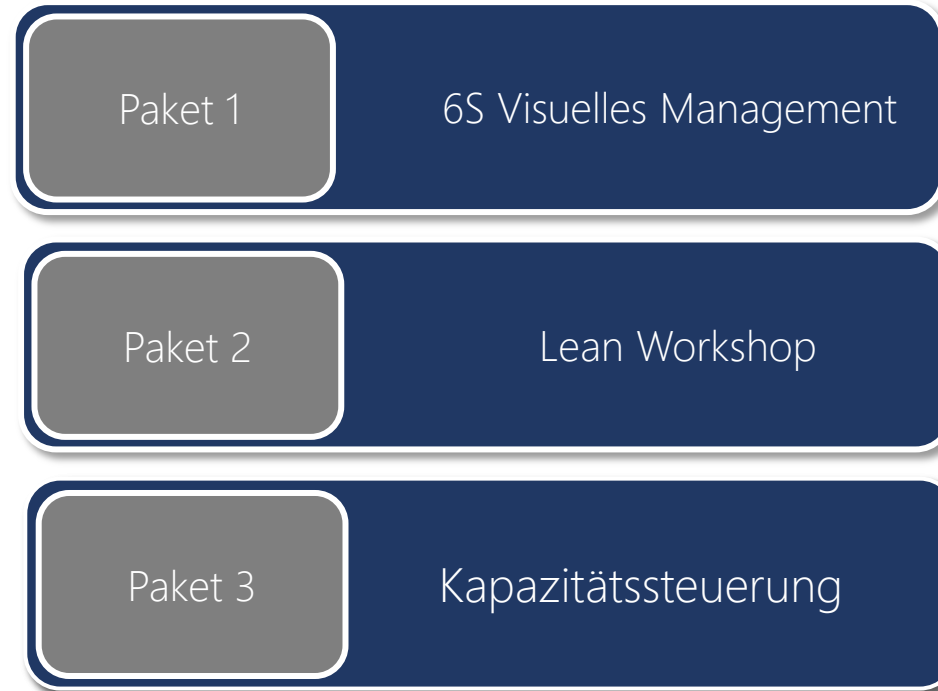 Paket 1
6S Visuelles Management
Paket 2
Lean Workshop
Paket 3
Kapazitätssteuerung